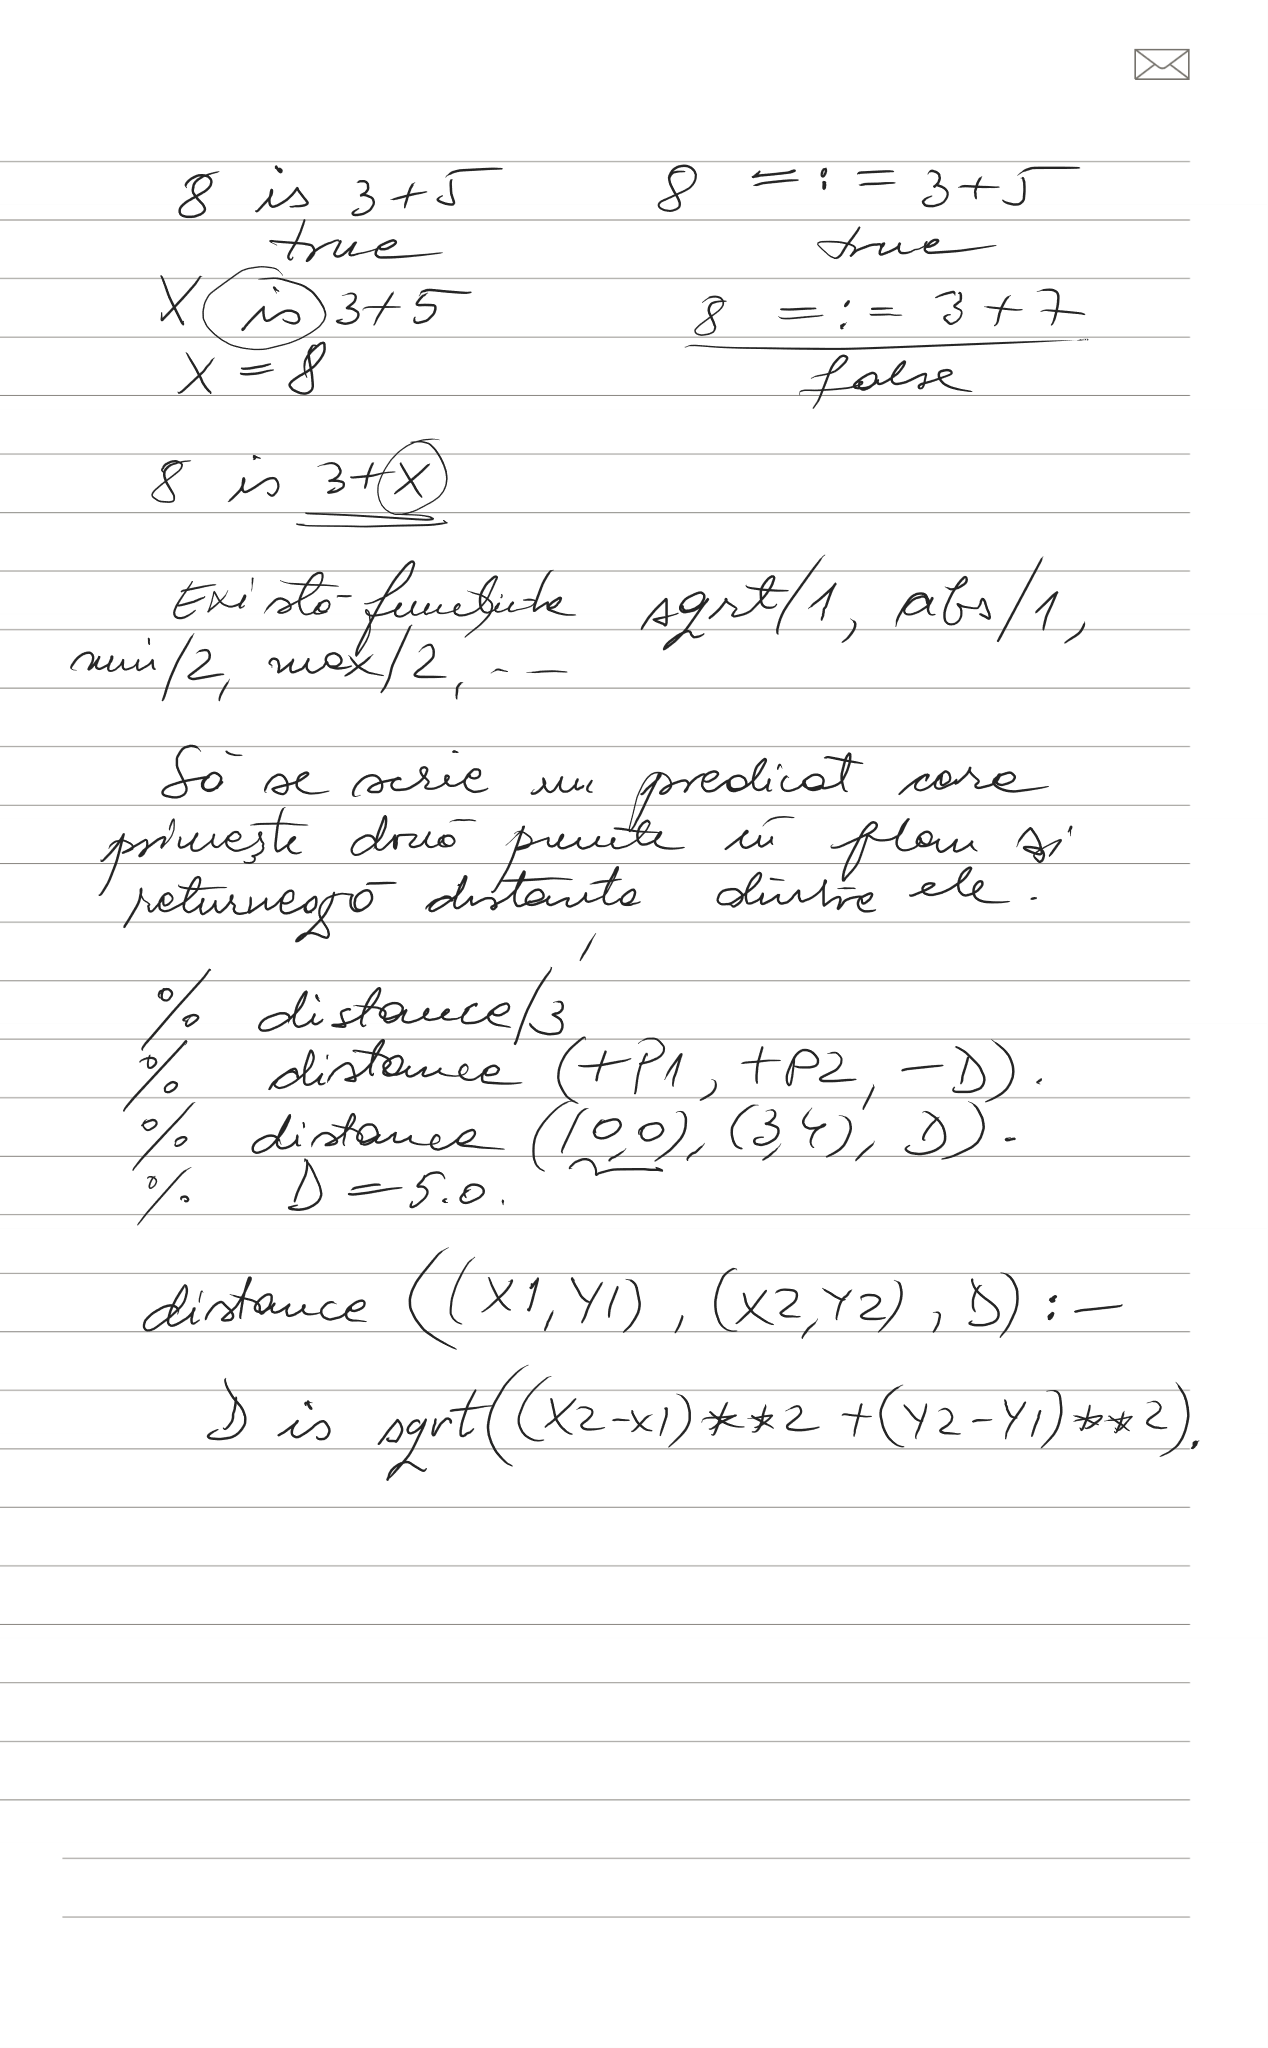 8 is 3+5    8 =:= 3+5
true    true
X is 3+5    8 =:= 3+7
X = 8    false
8 is 3+X
Există funcțiile sqrt/1, abs/1,
min/2, max/2, ...
Să se scrie un predicat care
primește două puncte în plan si
returnează distanta dintre ele.
% distance/3
% distance (+P1, +P2, -D).
% distance ((0,0), (3,4), D).
% D = 5.0.
distance ((X1,Y1), (X2,Y2), D) :-
D is sqrt((X2-X1)**2 + (Y2-Y1)**2).